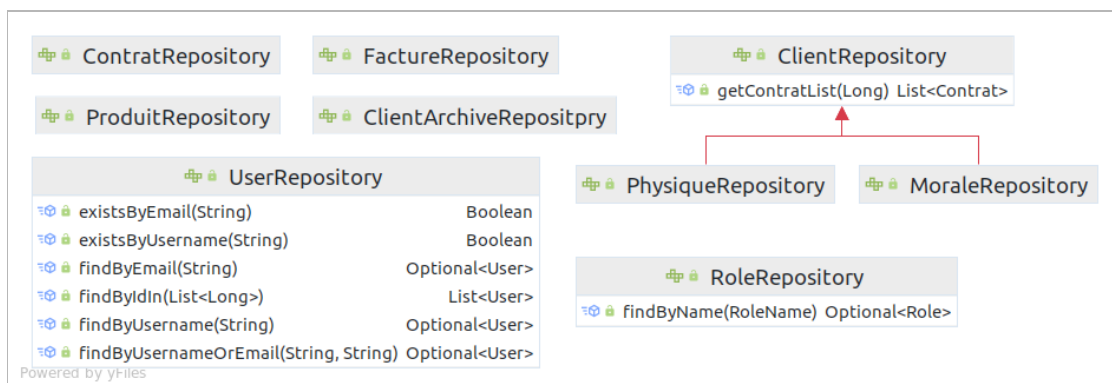 ContratRepository
FactureRepository
ClientRepository
getContratList(Long) List<Contrat>
ProduitRepository
ClientArchiveRepositpry
UserRepository
existsByEmail(String) Boolean
existsByUsername(String) Boolean
findByEmail(String) Optional<User>
findByIdIn(List<Long>) List<User>
findByUsername(String) Optional<User>
findByUsernameOrEmail(String, String) Optional<User>
PhysiqueRepository
MoraleRepository
RoleRepository
findByName(RoleName) Optional<Role>
Powered by yFiles